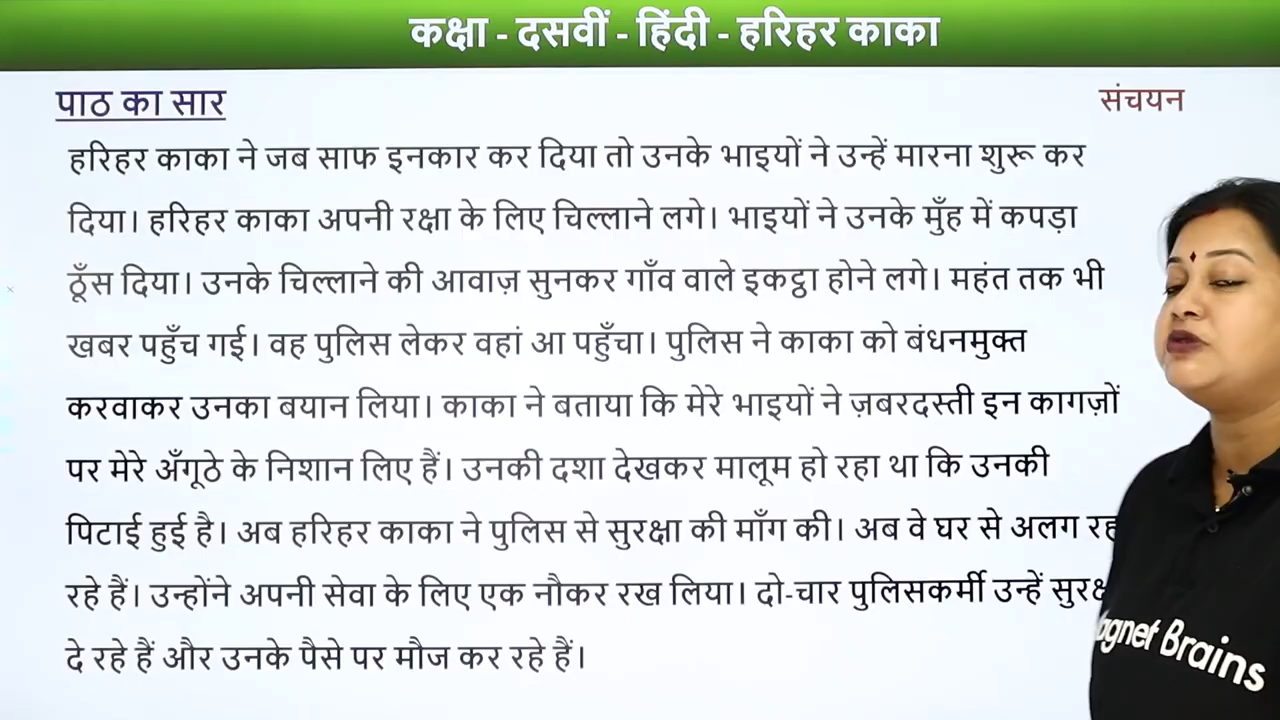 कक्षा - दसवीं - हिंदी - हरिहर काका
पाठ का सार
संचयन
हरिहर काका ने जब साफ इनकार कर दिया तो उनके भाइयों ने उन्हें मारना शुरू कर
दिया। हरिहर काका अपनी रक्षा के लिए चिल्लाने लगे। भाइयों ने उनके मुँह में कपड़ा
ठूँस दिया। उनके चिल्लाने की आवाज़ सुनकर गाँव वाले इकट्ठा होने लगे। महंत तक भी
खबर पहुँच गई। वह पुलिस लेकर वहां आ पहुँचा। पुलिस ने काका को बंधनमुक्त
करवाकर उनका बयान लिया। काका ने बताया कि मेरे भाइयों ने ज़बरदस्ती इन कागज़ों
पर मेरे अँगूठे के निशान लिए हैं। उनकी दशा देखकर मालूम हो रहा था कि उनकी
पिटाई हुई है। अब हरिहर काका ने पुलिस से सुरक्षा की माँग की। अब वे घर से अलग रह
रहे हैं। उन्होंने अपनी सेवा के लिए एक नौकर रख लिया। दो-चार पुलिसकर्मी उन्हें
दे रहे हैं और उनके पैसे पर मौज कर रहे हैं।
Brains